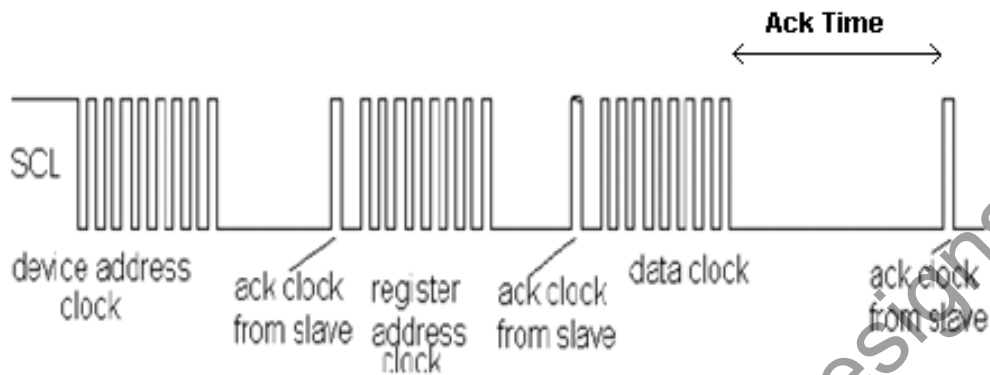 Ack Time
SCL
device address
clock
ack clock
from slave
register
address
clock
ack clock
from slave
data clock
ack clock
from slave